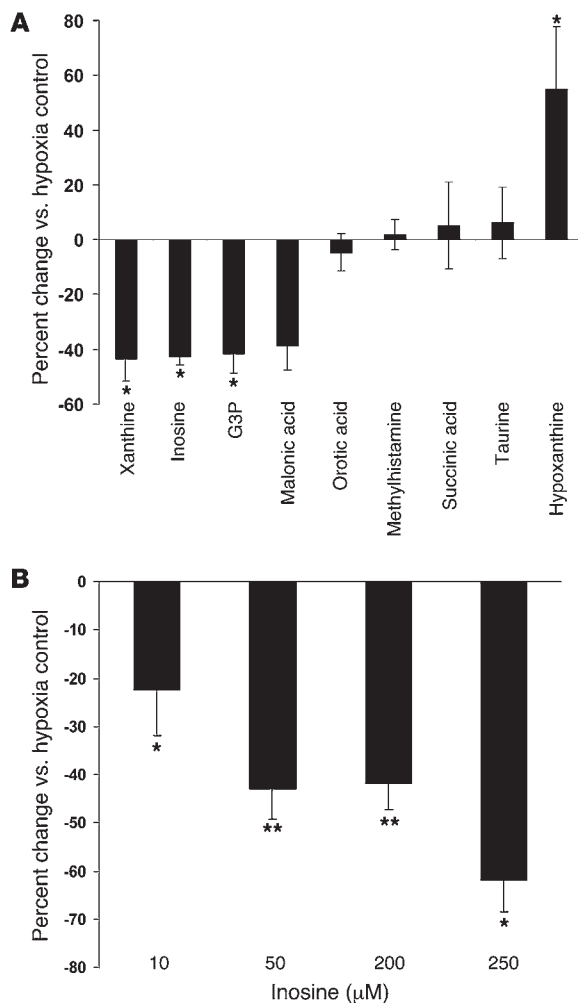 A
Percent change vs. hypoxia control
80
60
40
20
0
-20
-40
-60
*
*
*
*
Xanthine
Inosine
G3P
Malonic acid
Orotic acid
Methylhistamine
Succinic acid
Taurine
Hypoxanthine
B
Percent change vs. hypoxia control
0
-10
-20
-30
-40
-50
-60
-70
-80
*
**
**
*
10 50 200 250
Inosine (μM)